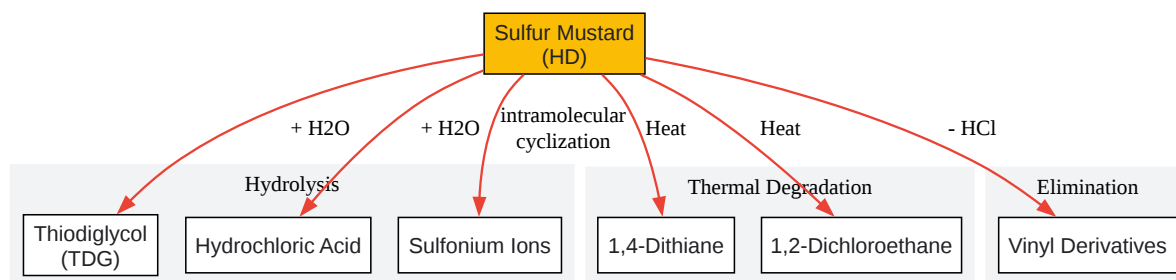 Sulfur Mustard
(HD)
+ H2O
+ H2O
intramolecular
cyclization
Heat
Heat
- HCl
Hydrolysis
Thermal Degradation
Elimination
Thiodiglycol
(TDG)
Hydrochloric Acid
Sulfonium Ions
1,4-Dithiane
1,2-Dichloroethane
Vinyl Derivatives